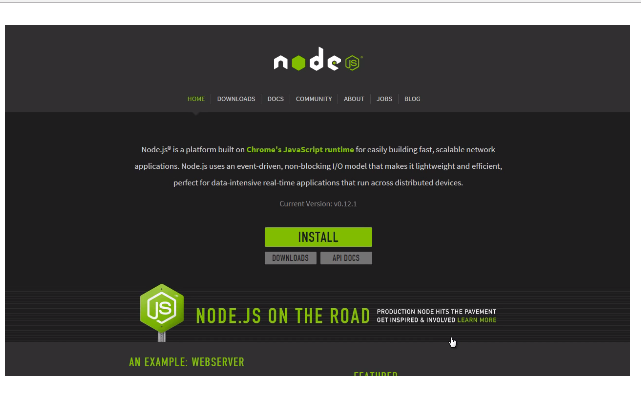 node JS
HOME DOWNLOADS DOCS COMMUNITY ABOUT JOBS BLOG
Node.js® is a platform built on Chrome's JavaScript runtime for easily building fast, scalable network
applications. Node.js uses an event-driven, non-blocking I/O model that makes it lightweight and efficient,
perfect for data-intensive real-time applications that run across distributed devices.
Current Version: v0.12.1
INSTALL
DOWNLOADS API DOCS
JS
NODE.JS ON THE ROAD
PRODUCTION NODE HITS THE PAVEMENT
GET INSPIRED & INVOLVED LEARN MORE
AN EXAMPLE: WEBSERVER
FEATURED